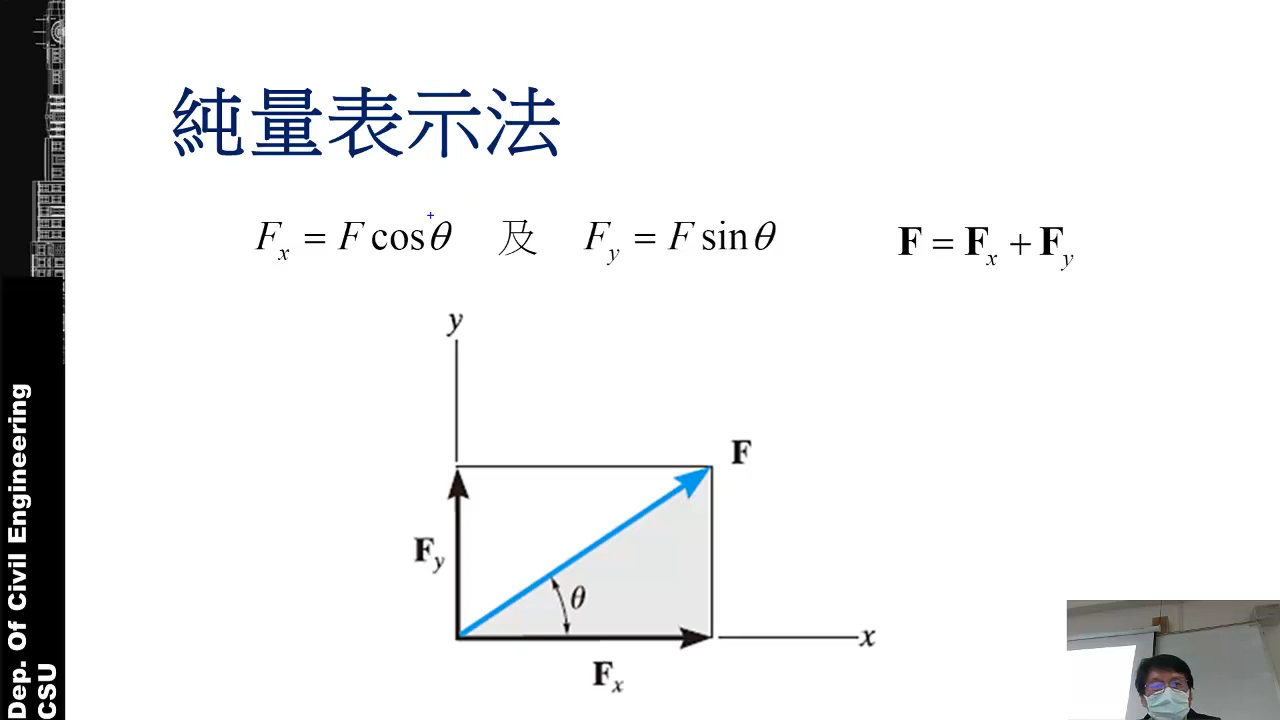 純量表示法
Fx = F cosθ 及 Fy = F sinθ
F = Fx + Fy
y
F
Fy
θ
x
Fx
Dep. Of Civil Engineering
CSU